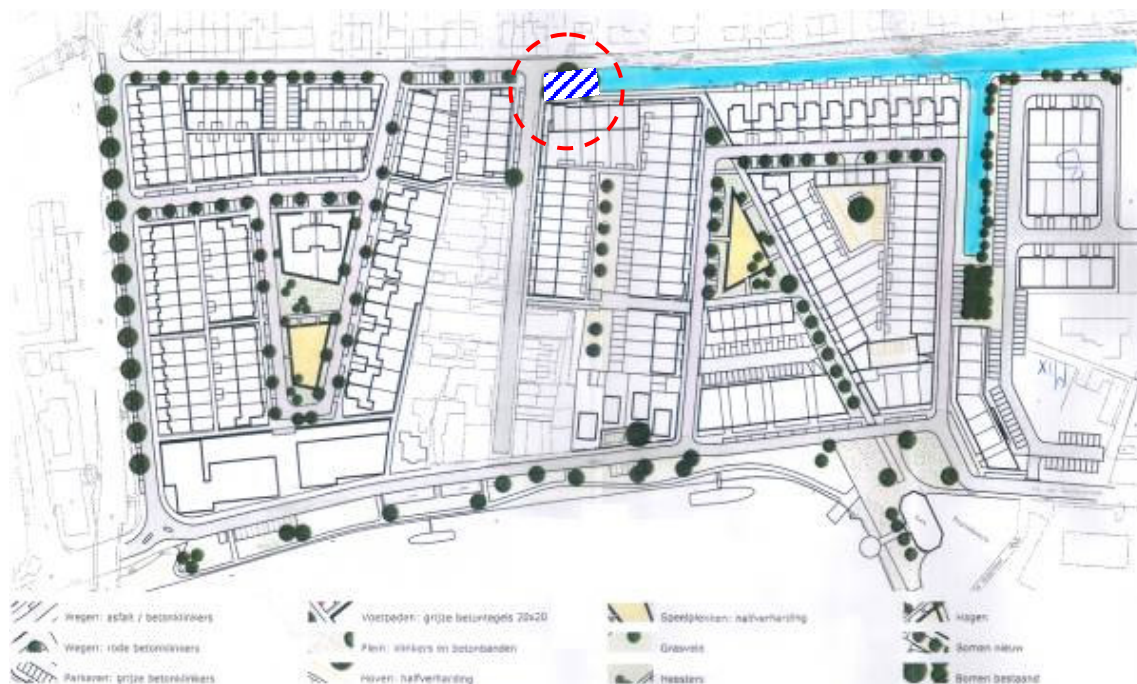 Wegen: asfalt / betonklinkers
Voetpaden: grijze betontegels 20x20
Speelplekken: halfverharding
Hagen
Wegen: rode betonklinkers
Plein: klinkers en betonbanden
Grasveld
Bomen nieuw
Parkeren: grijze betonklinkers
Hoven: halfverharding
Heesters
Bomen bestaand